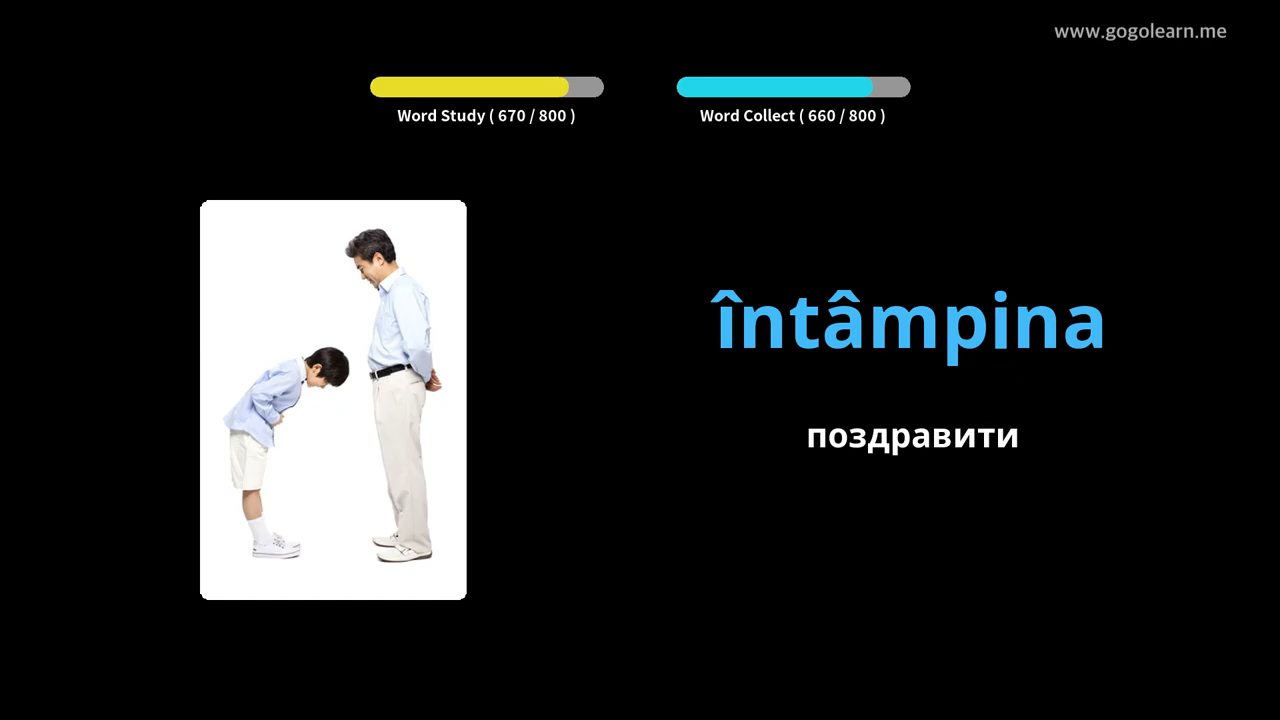 www.gogolearn.me
Word Study ( 670 / 800 )
Word Collect ( 660 / 800 )
întâmpina
поздравити